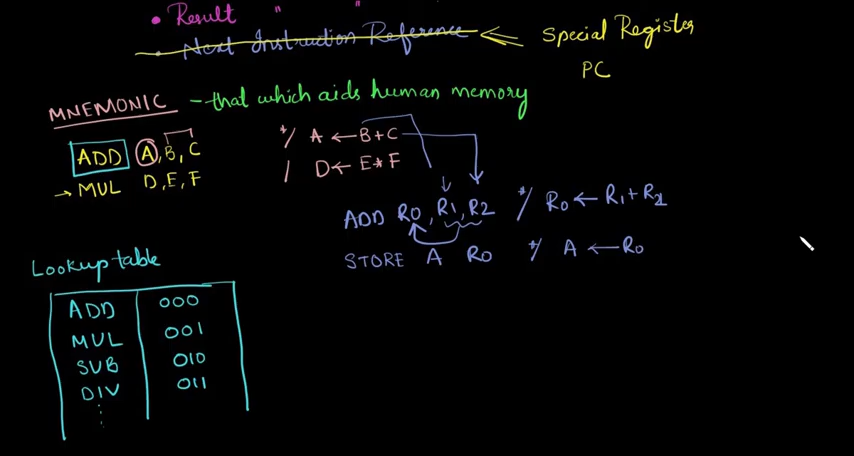 • Result " "
• Next Instruction Reference
Special Register
PC
MNEMONIC - that which aids human memory
ADD A, B, C */ A ← B + C
→ MUL D, E, F / D ← E * F
ADD R0, R1, R2 */ R0 ← R1 + R2
STORE A R0 */ A ← R0
Lookup table
ADD 000
MUL 001
SUB 010
DIV 011